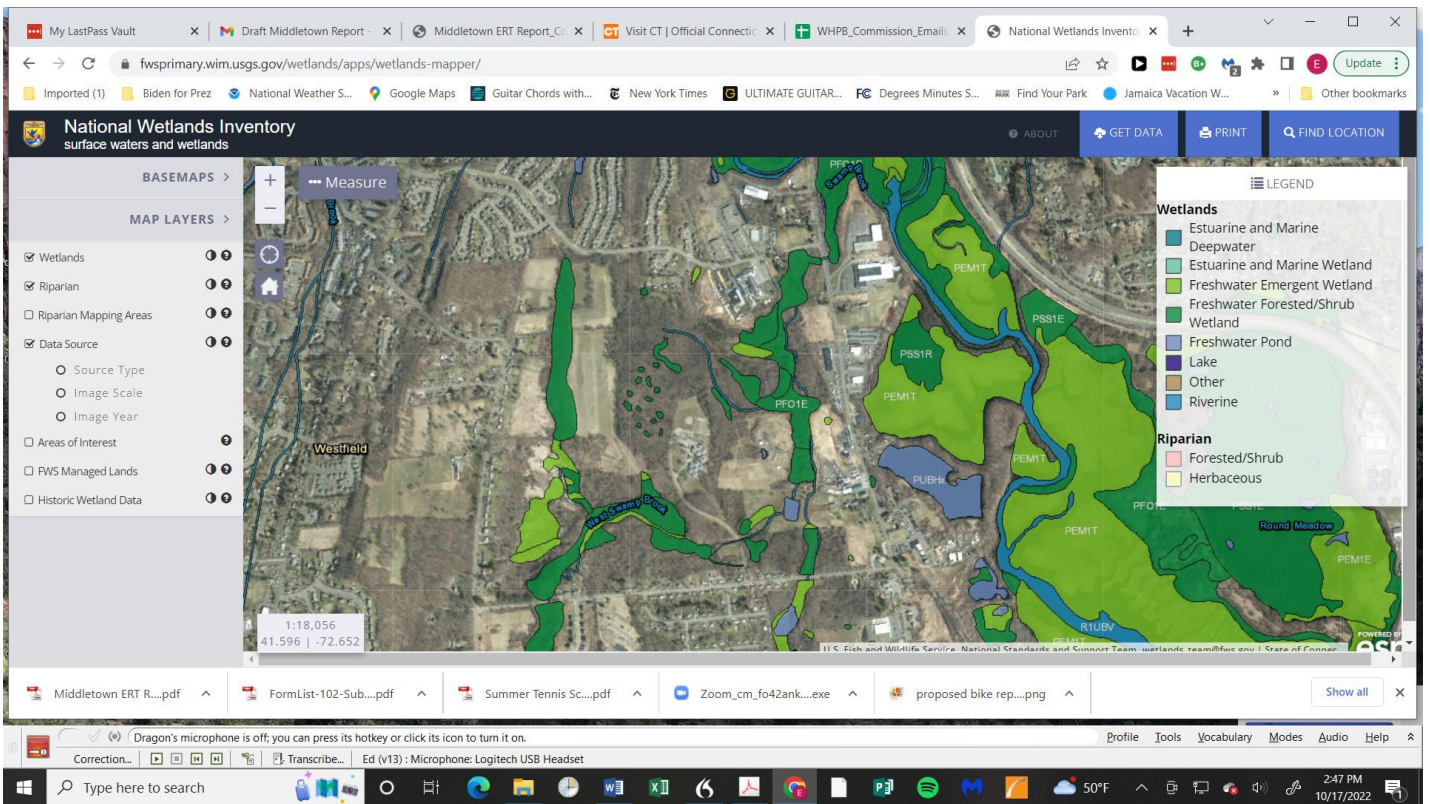 My LastPass Vault
Draft Middletown Report -
Middletown ERT Report_Cc
Visit CT | Official Connectic
WHPB_Commission_Emails
National Wetlands Invento
fwsprimary.wim.usgs.gov/wetlands/apps/wetlands-mapper/
Update
Imported (1)
Biden for Prez
National Weather S...
Google Maps
Guitar Chords with...
New York Times
ULTIMATE GUITAR...
Degrees Minutes S...
Find Your Park
Jamaica Vacation W...
»
Other bookmarks
National Wetlands Inventory
surface waters and wetlands
ABOUT
GET DATA
PRINT
FIND LOCATION
BASEMAPS >
MAP LAYERS >
Wetlands
Riparian
Riparian Mapping Areas
Data Source
Source Type
Image Scale
Image Year
Areas of Interest
FWS Managed Lands
Historic Wetland Data
+
Measure
−
Swamp Brook
PEM1T
PSS1E
PSS1R
PEM1T
PFO1E
Westfield
PEM1T
PUBHx
West Swamp Brook
PEM1T
Round Meadow
PEM1E
R1UBV
1:18,056
41.596 | -72.652
LEGEND
Wetlands
Estuarine and Marine
Deepwater
Estuarine and Marine Wetland
Freshwater Emergent Wetland
Freshwater Forested/Shrub
Wetland
Freshwater Pond
Lake
Other
Riverine
Riparian
Forested/Shrub
Herbaceous
U.S. Fish and Wildlife Service, National Standards and Support Team, wetlands_team@fws.gov | State of Connec
POWERED BY
esri
Middletown ERT R....pdf
FormList-102-Sub....pdf
Summer Tennis Sc....pdf
Zoom_cm_fo42ank....exe
proposed bike rep....png
Show all
Dragon's microphone is off; you can press its hotkey or click its icon to turn it on.
Profile Tools Vocabulary Modes Audio Help
Correction...
Transcribe...
Ed (v13) : Microphone: Logitech USB Headset
Type here to search
50°F
2:47 PM
10/17/2022